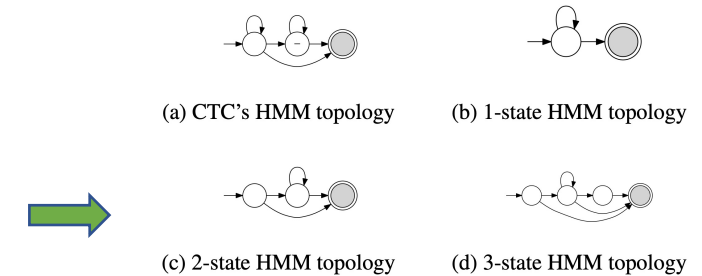 –
(a) CTC's HMM topology
(b) 1-state HMM topology
(c) 2-state HMM topology
(d) 3-state HMM topology